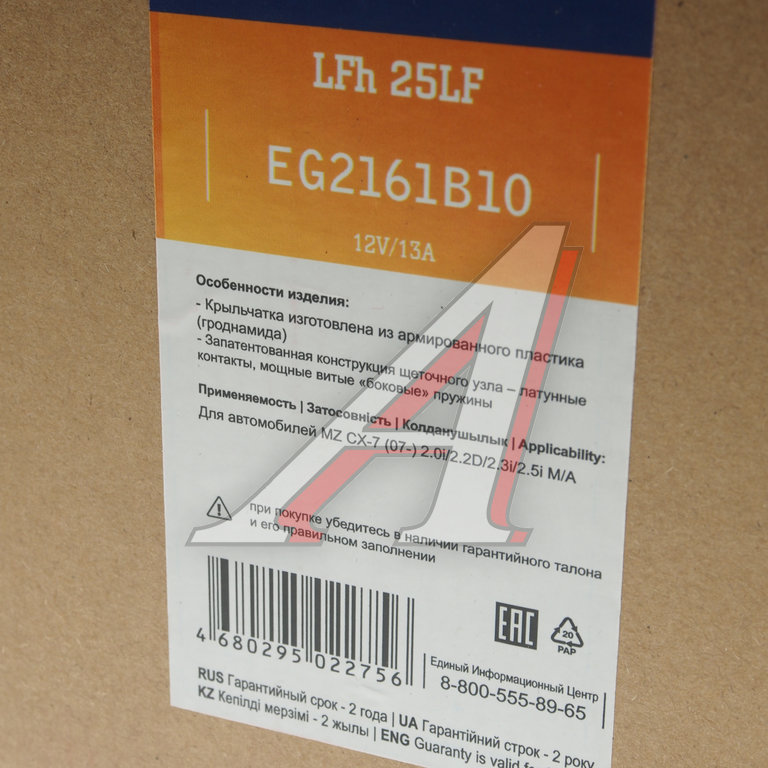 LFh 25LF
EG2161B10
12V/13A
Особенности изделия:
- Крыльчатка изготовлена из армированного пластика
(гроднамида)
- Запатентованная конструкция щеточного узла – латунные
контакты, мощные витые «боковые» пружины
Применяемость | Затосовність | Колданушылык | Applicability:
Для автомобилей MZ CX-7 (07-) 2.0i/2.2D/2.3i/2.5i M/A
при покупке убедитесь в наличии гарантийного талона
и его правильном заполнении
4 680295 022756
EAC
20
PAP
Единый Информационный Центр
8-800-555-89-65
RUS Гарантийный срок - 2 года | UA Гарантійний строк - 2 року
KZ Кепілді мерзімі - 2 жылы | ENG Guaranty is valid